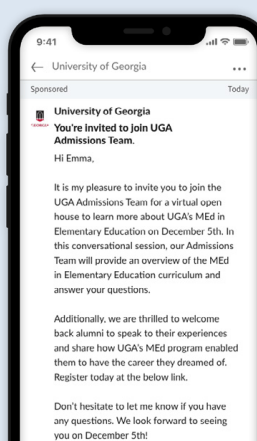 9:41
University of Georgia
...
Sponsored
Today
University of Georgia
You're invited to join UGA
Admissions Team.
Hi Emma,
It is my pleasure to invite you to join the
UGA Admissions Team for a virtual open
house to learn more about UGA's MEd in
Elementary Education on December 5th. In
this conversational session, our Admissions
Team will provide an overview of the MEd
in Elementary Education curriculum and
answer your questions.
Additionally, we are thrilled to welcome
back alumni to speak to their experiences
and share how UGA's MEd program enabled
them to have the career they dreamed of.
Register today at the below link.
Don't hesitate to let me know if you have
any questions. We look forward to seeing
you on December 5th!